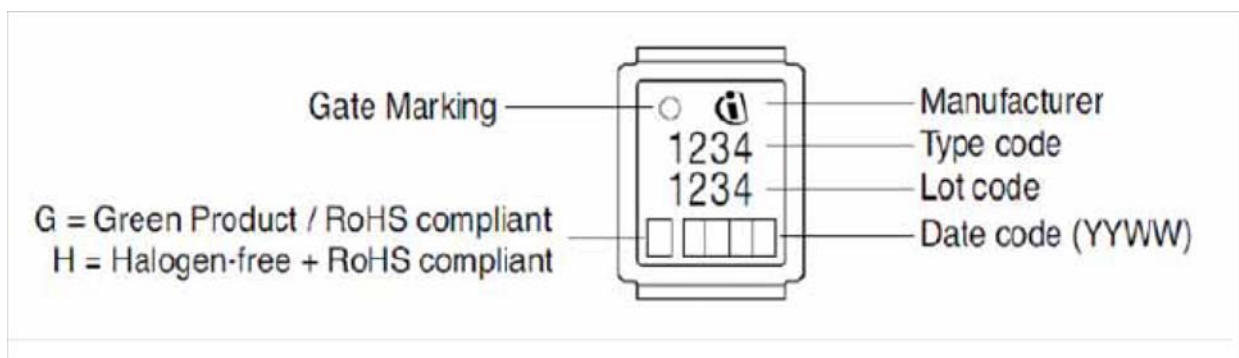 Gate Marking
Manufacturer
1234
Type code
1234
Lot code
G = Green Product / RoHS compliant
H = Halogen-free + RoHS compliant
Date code (YYWW)